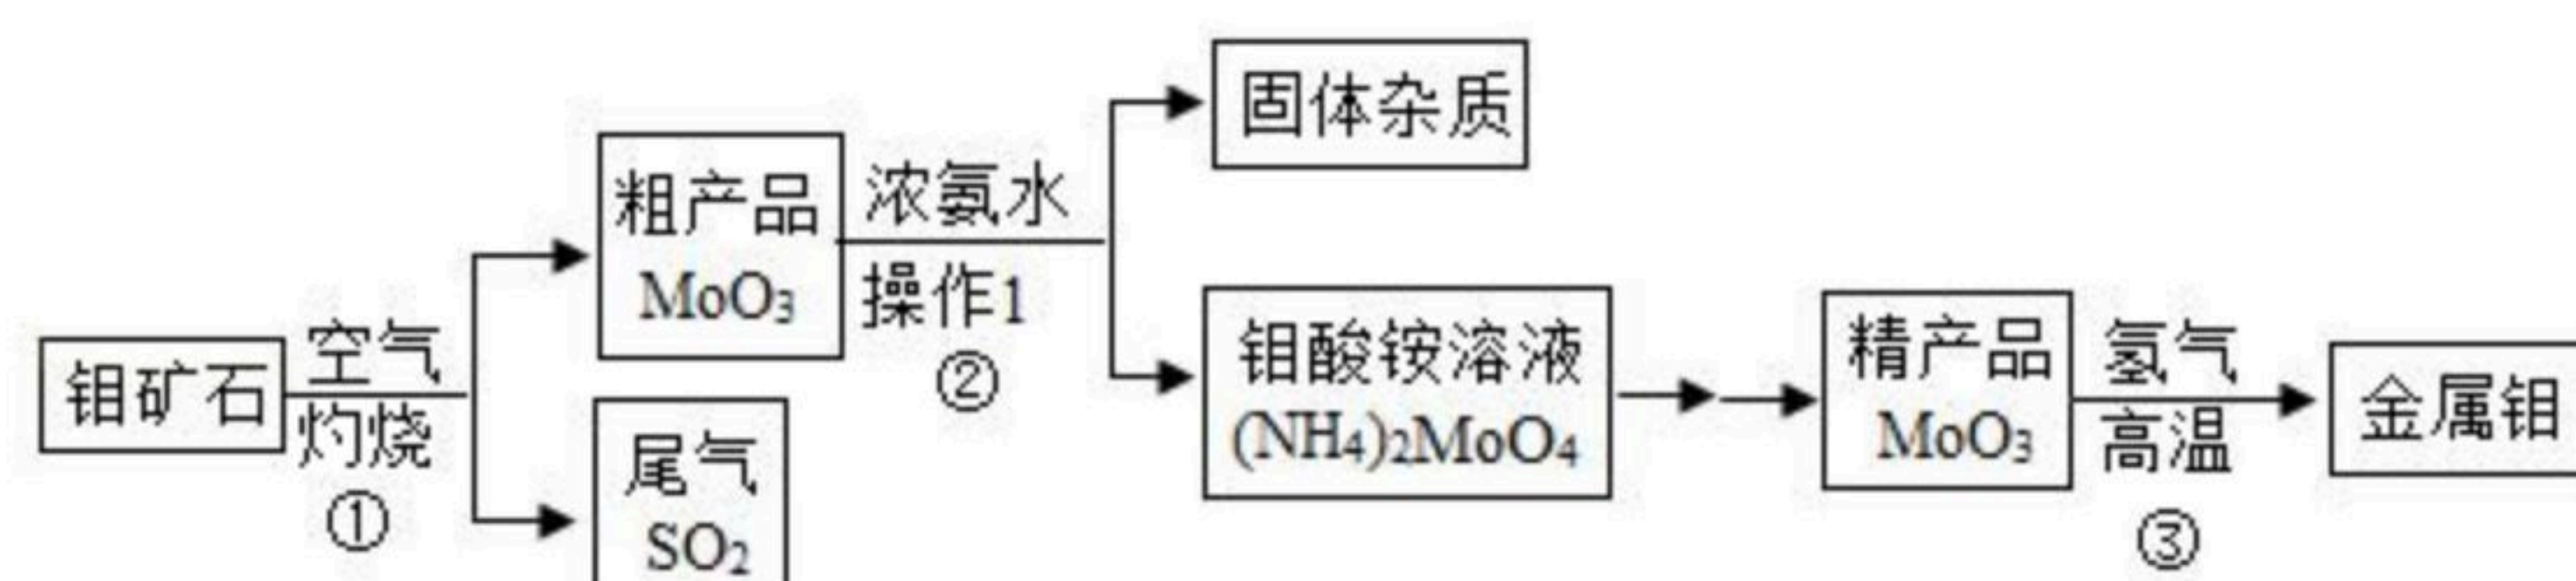 钼矿石
空气
灼烧
①
粗产品
MoO₃
尾气
SO₂
浓氨水
操作1
②
固体杂质
钼酸铵溶液
(NH₄)₂MoO₄
精产品
MoO₃
氢气
高温
③
金属钼